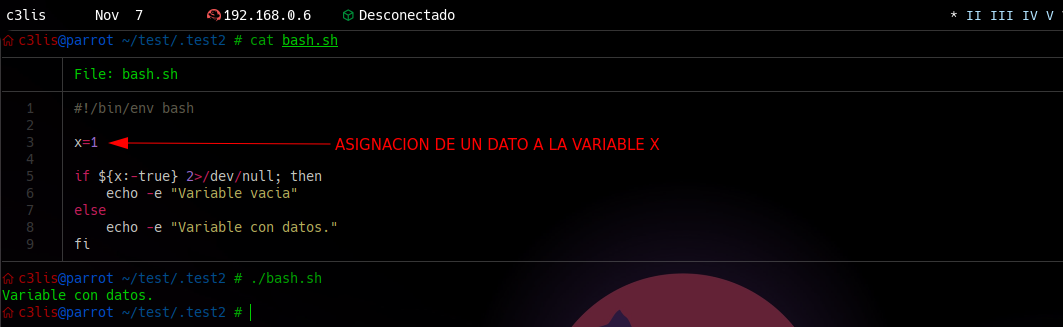 c3lis Nov 7 192.168.0.6 Desconectado * II III IV V
c3lis@parrot ~/test/.test2 # cat bash.sh
File: bash.sh
1 #!/bin/env bash
2
3 x=1 ASIGNACION DE UN DATO A LA VARIABLE X
4
5 if ${x:-true} 2>/dev/null; then
6 echo -e "Variable vacia"
7 else
8 echo -e "Variable con datos."
9 fi
c3lis@parrot ~/test/.test2 # ./bash.sh
Variable con datos.
c3lis@parrot ~/test/.test2 #